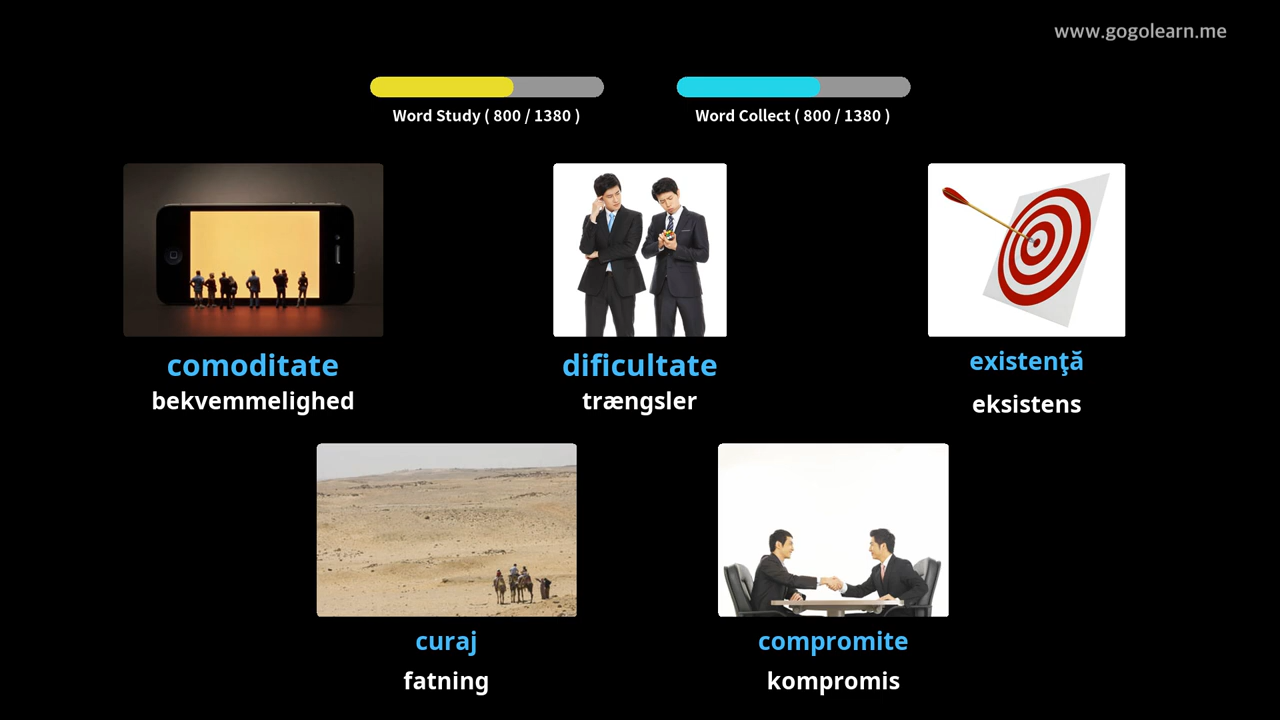 www.gogolearn.me
Word Study ( 800 / 1380 )
Word Collect ( 800 / 1380 )
comoditate
bekvemmelighed
dificultate
trængsler
existenţă
eksistens
curaj
fatning
compromite
kompromis